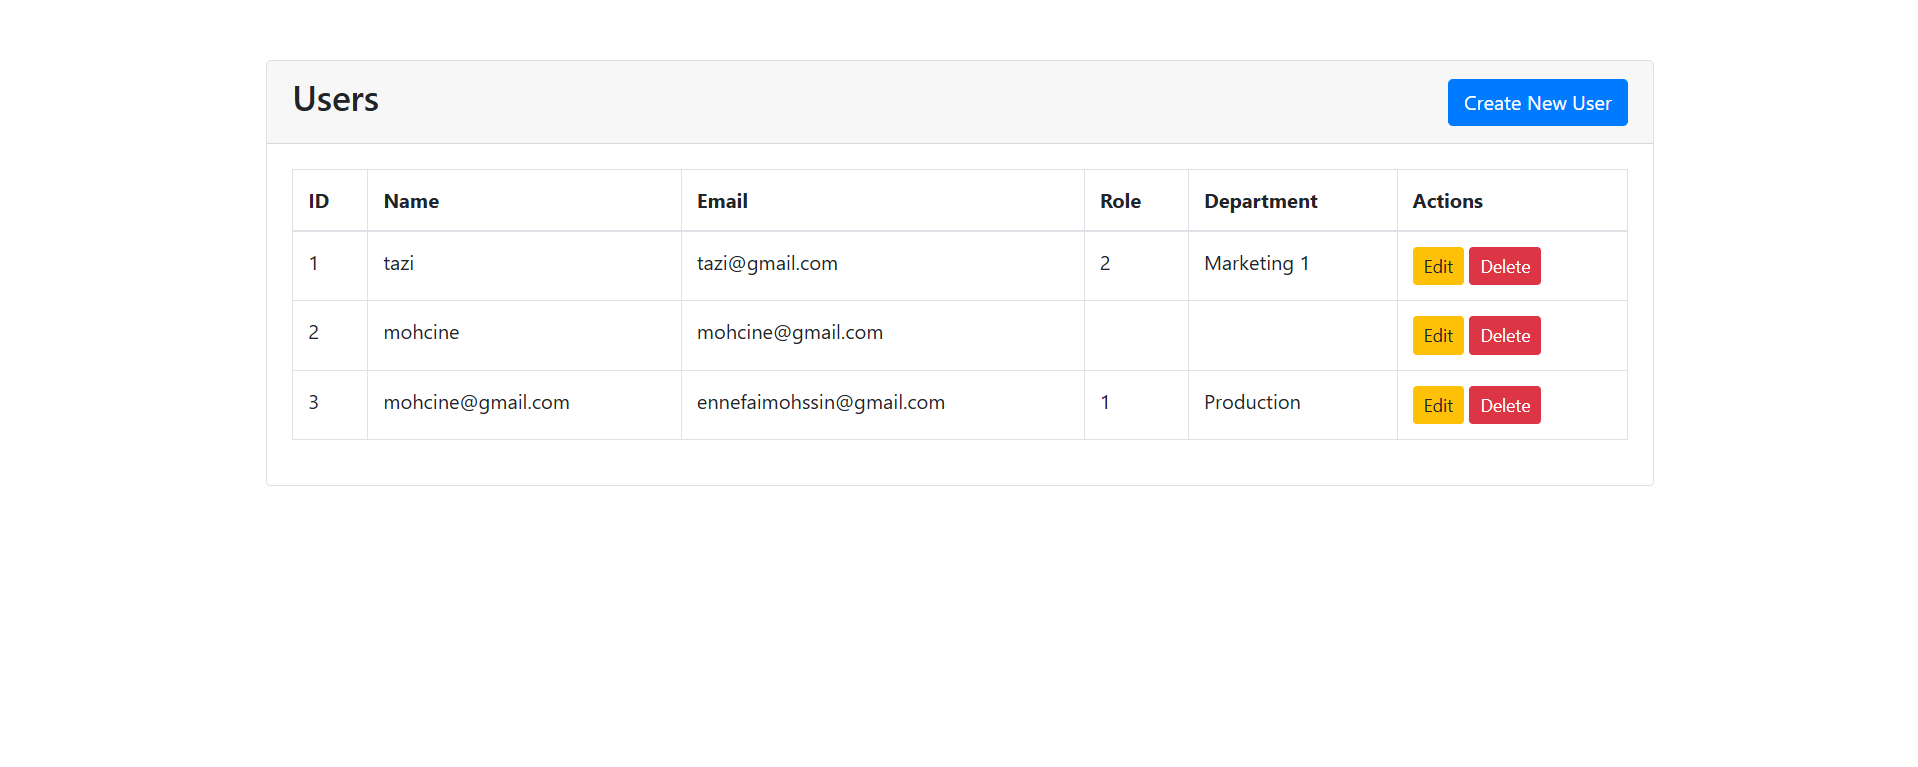 Users
Create New User
ID Name Email Role Department Actions
1 tazi tazi@gmail.com 2 Marketing 1 Edit Delete
2 mohcine mohcine@gmail.com Edit Delete
3 mohcine@gmail.com ennefaimohssin@gmail.com 1 Production Edit Delete